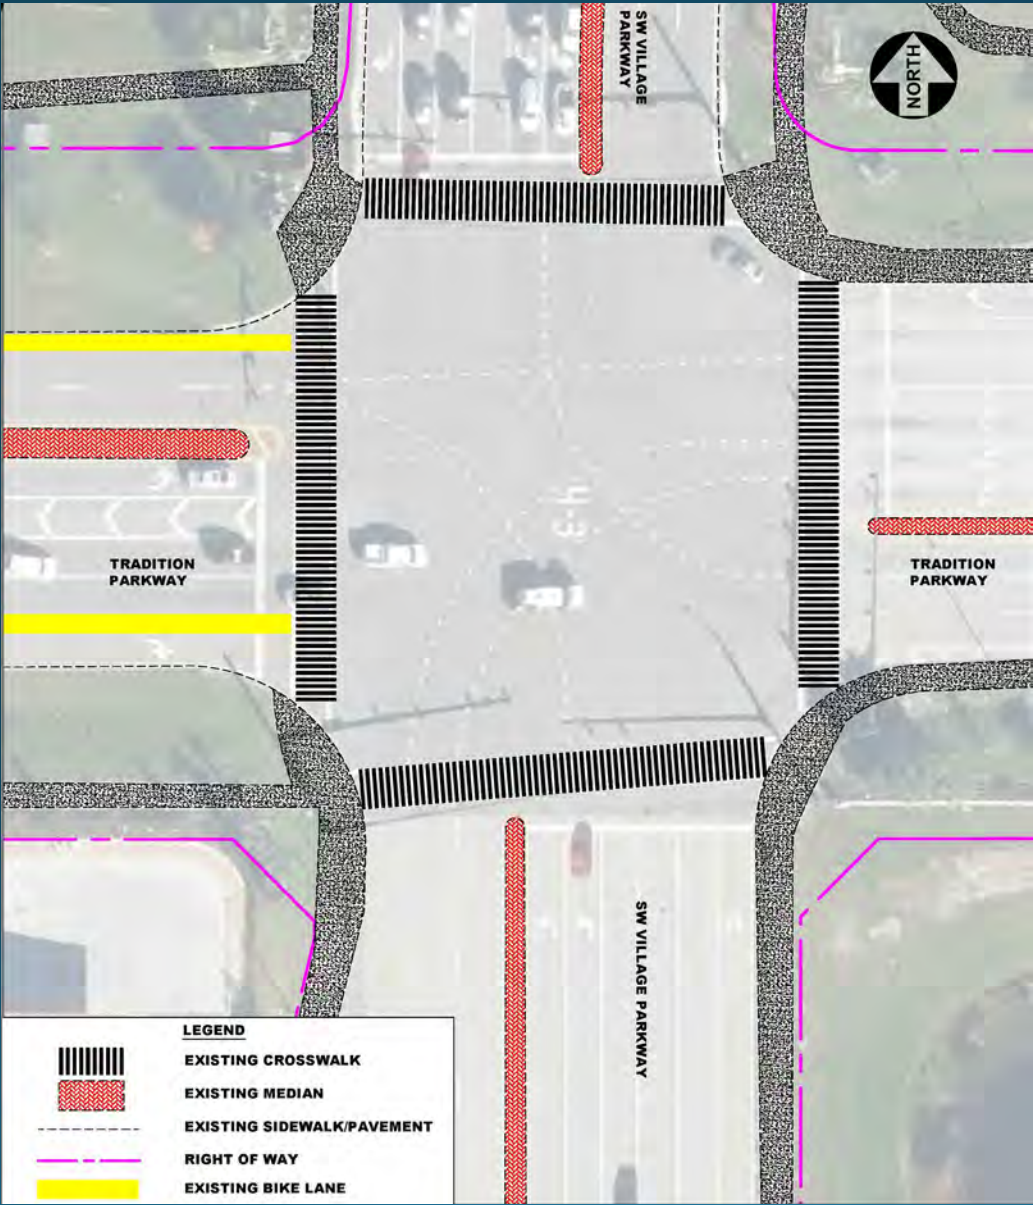 SW VILLAGE
PARKWAY
NORTH
TRADITION
PARKWAY
TRADITION
PARKWAY
SW VILLAGE PARKWAY
LEGEND
EXISTING CROSSWALK
EXISTING MEDIAN
EXISTING SIDEWALK/PAVEMENT
RIGHT OF WAY
EXISTING BIKE LANE